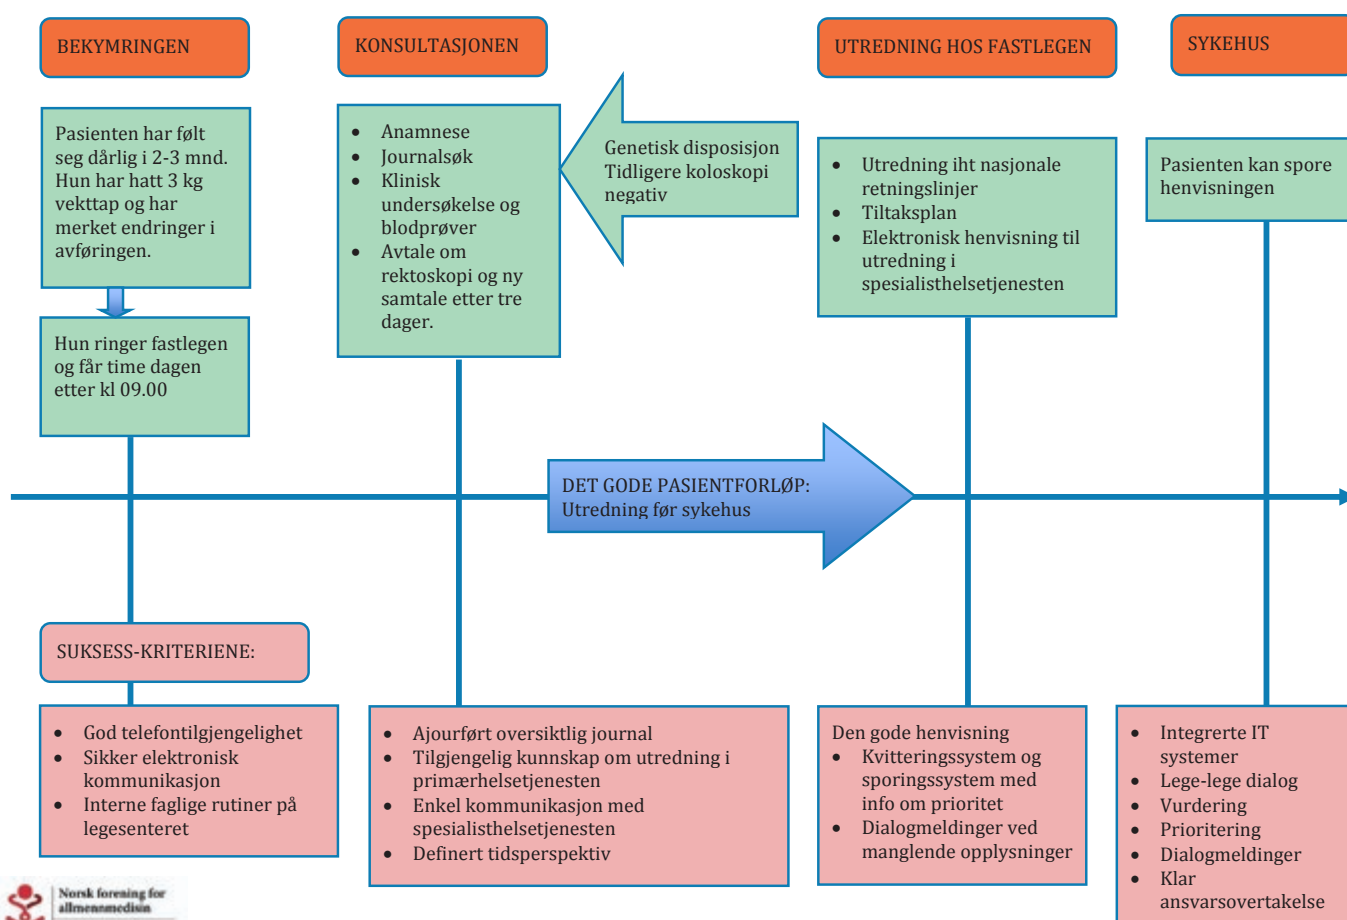 BEKYMRINGEN
KONSULTASJONEN
UTREDNING HOS FASTLEGEN
SYKEHUS
Pasienten har følt
seg dårlig i 2-3 mnd.
Hun har hatt 3 kg
vekttap og har
merket endringer i
avføringen.
Hun ringer fastlegen
og får time dagen
etter kl 09.00
• Anamnese
• Journalsøk
• Klinisk
undersøkelse og
blodprøver
• Avtale om
rektoskopi og ny
samtale etter tre
dager.
Genetisk disposisjon
Tidligere koloskopi
negativ
• Utredning iht nasjonale
retningslinjer
• Tiltaksplan
• Elektronisk henvisning til
utredning i
spesialisthelsetjenesten
Pasienten kan spore
henvisningen
DET GODE PASIENTFORLØP:
Utredning før sykehus
SUKSESS-KRITERIENE:
• God telefontilgjengelighet
• Sikker elektronisk
kommunikasjon
• Interne faglige rutiner på
legesenteret
• Ajourført oversiktlig journal
• Tilgjengelig kunnskap om utredning i
primærhelsetjenesten
• Enkel kommunikasjon med
spesialisthelsetjenesten
• Definert tidsperspektiv
Den gode henvisning
• Kvitteringssystem og
sporingssystem med
info om prioritet
• Dialogmeldinger ved
manglende opplysninger
• Integrerte IT
systemer
• Lege-lege dialog
• Vurdering
• Prioritering
• Dialogmeldinger
• Klar
ansvarsovertakelse
Norsk forening for
allmennmedisin